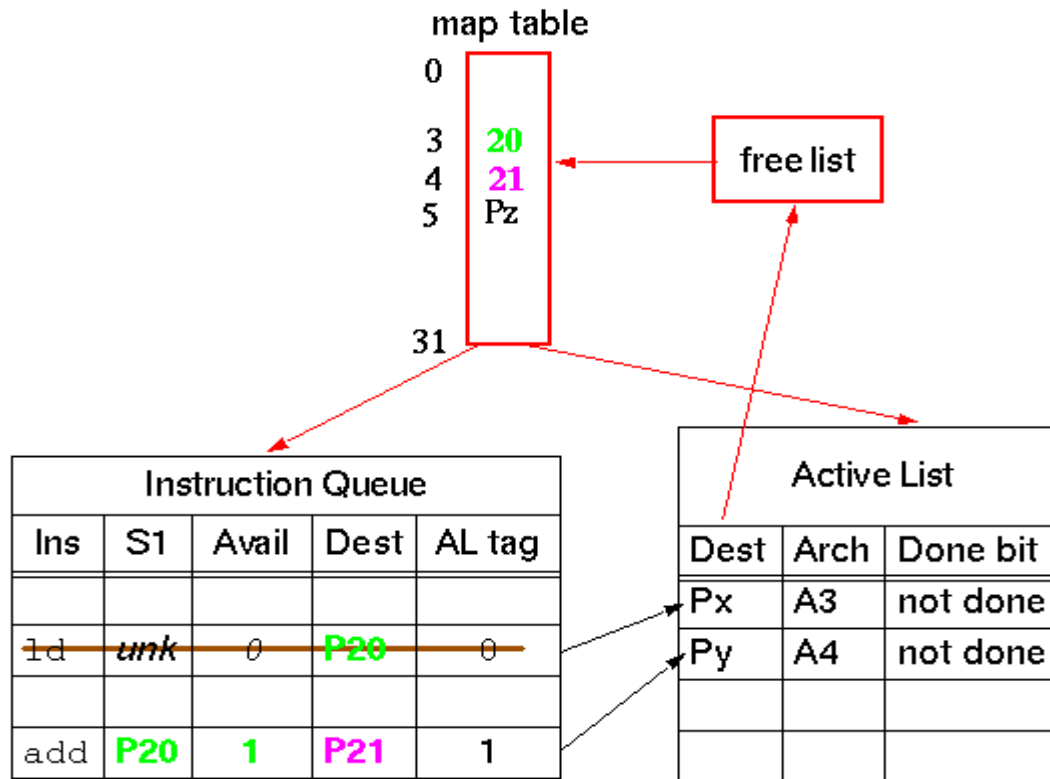 map table
0
3 20
4 21
5 Pz
31
free list
Instruction Queue
Ins S1 Avail Dest AL tag
ld unk 0 P20 0
add P20 1 P21 1
Active List
Dest Arch Done bit
Px A3 not done
Py A4 not done